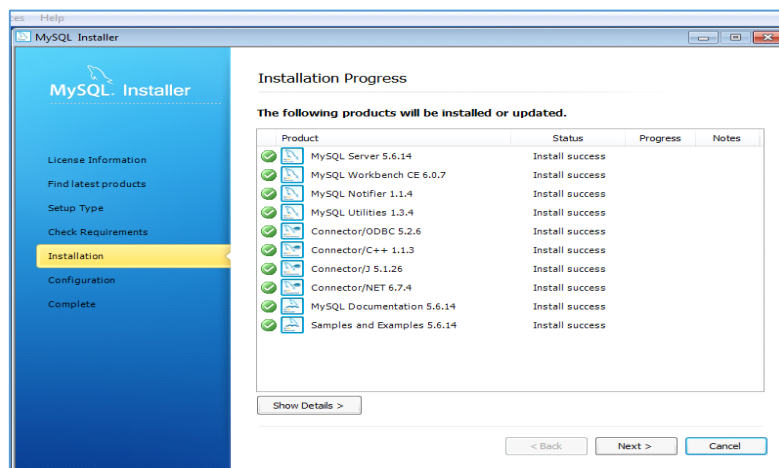 Help
MySQL Installer
MySQL. Installer
License Information
Find latest products
Setup Type
Check Requirements
Installation
Configuration
Complete
Installation Progress
The following products will be installed or updated.
Product Status Progress Notes
MySQL Server 5.6.14 Install success
MySQL Workbench CE 6.0.7 Install success
MySQL Notifier 1.1.4 Install success
MySQL Utilities 1.3.4 Install success
Connector/ODBC 5.2.6 Install success
Connector/C++ 1.1.3 Install success
Connector/J 5.1.26 Install success
Connector/NET 6.7.4 Install success
MySQL Documentation 5.6.14 Install success
Samples and Examples 5.6.14 Install success
Show Details >
< Back Next > Cancel